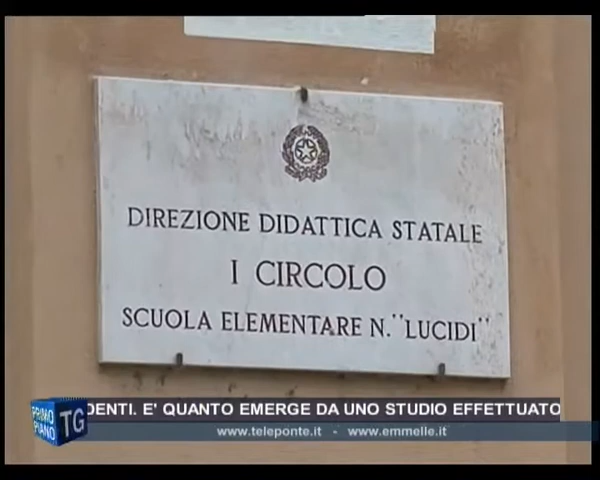 DIREZIONE DIDATTICA STATALE
I CIRCOLO
SCUOLA ELEMENTARE N. "LUCIDI"
PRIMO PIANO TG
DENTI. E' QUANTO EMERGE DA UNO STUDIO EFFETTUATO
www.teleponte.it - www.emmelle.it